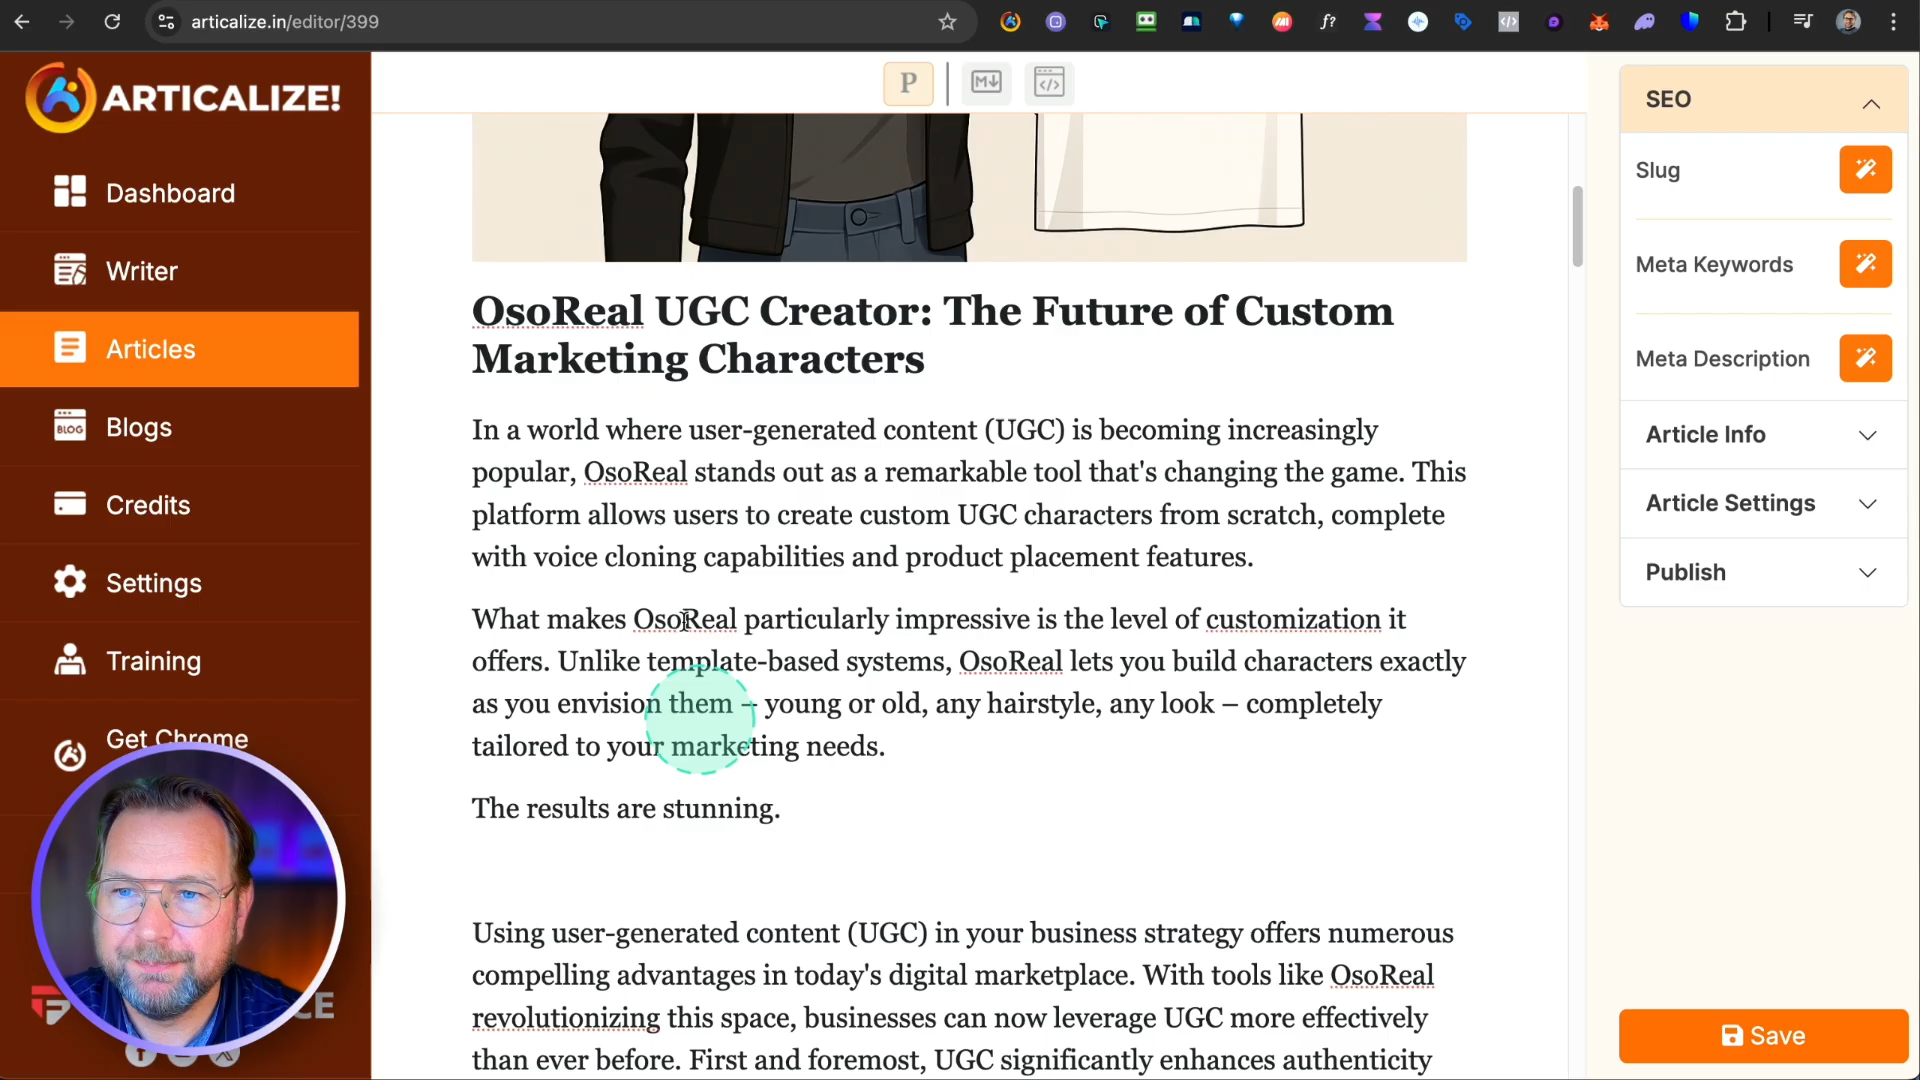 articalize.in/editor/399
ARTICALIZE!
Dashboard
Writer
Articles
BLOG
Blogs
Credits
Settings
Training
Get Chrome
CE
P
M
</>
OsoReal UGC Creator: The Future of Custom
Marketing Characters
In a world where user-generated content (UGC) is becoming increasingly
popular, OsoReal stands out as a remarkable tool that's changing the game. This
platform allows users to create custom UGC characters from scratch, complete
with voice cloning capabilities and product placement features.
What makes OsoReal particularly impressive is the level of customization it
offers. Unlike template-based systems, OsoReal lets you build characters exactly
as you envision them – young or old, any hairstyle, any look – completely
tailored to your marketing needs.
The results are stunning.
Using user-generated content (UGC) in your business strategy offers numerous
compelling advantages in today's digital marketplace. With tools like OsoReal
revolutionizing this space, businesses can now leverage UGC more effectively
than ever before. First and foremost, UGC significantly enhances authenticity
SEO
Slug
Meta Keywords
Meta Description
Article Info
Article Settings
Publish
Save